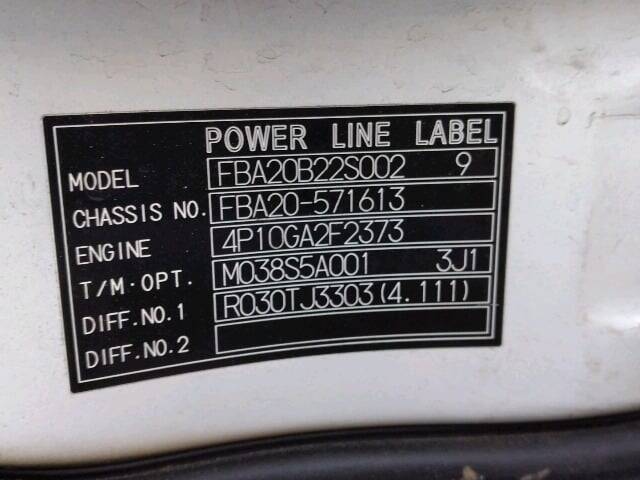 POWER LINE LABEL
MODEL FBA20B22S002 9
CHASSIS NO. FBA20-571613
ENGINE 4P10GA2F2373
T/M·OPT. M038S5A001 3J1
DIFF.NO.1 R030TJ3303(4.111)
DIFF.NO.2